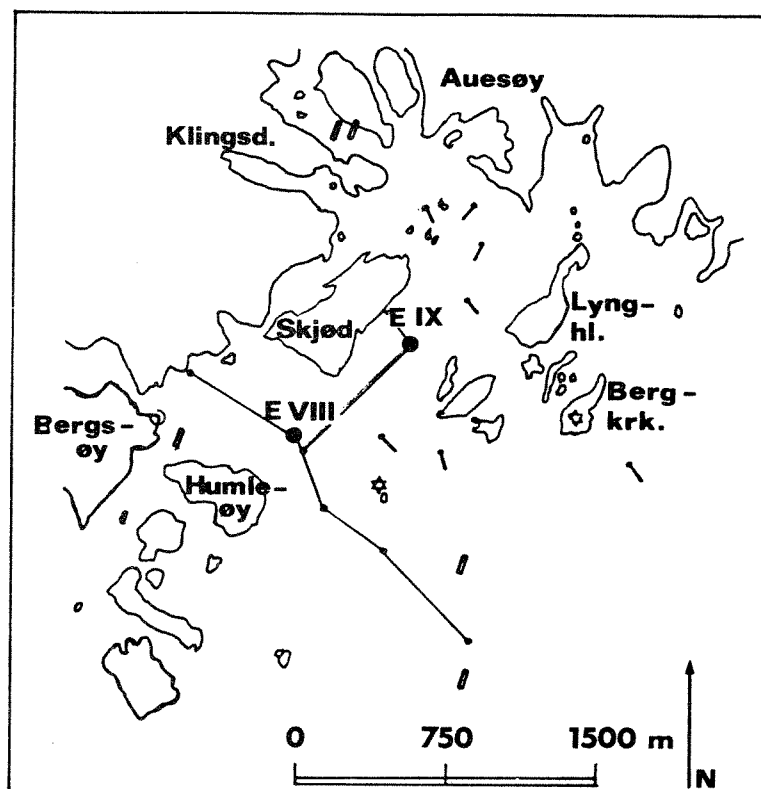 Auesøy
Klingsd.
Lyng-
hl.
E IX
Skjød
Berg-
krk.
E VIII
Bergs-
øy
Humle-
øy
0 750 1500 m
N